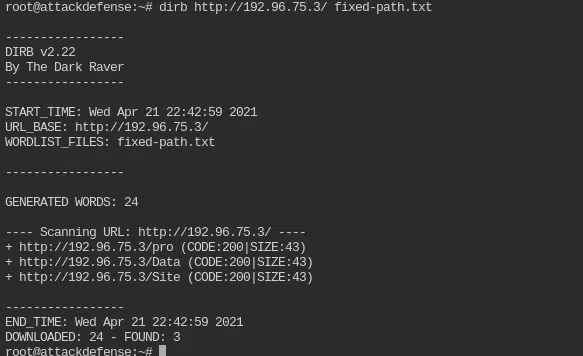 root@attackdefense:~# dirb http://192.96.75.3/ fixed-path.txt
-----------------
DIRB v2.22
By The Dark Raver
-----------------
START_TIME: Wed Apr 21 22:42:59 2021
URL_BASE: http://192.96.75.3/
WORDLIST_FILES: fixed-path.txt
-----------------
GENERATED WORDS: 24
---- Scanning URL: http://192.96.75.3/ ----
+ http://192.96.75.3/pro (CODE:200|SIZE:43)
+ http://192.96.75.3/Data (CODE:200|SIZE:43)
+ http://192.96.75.3/Site (CODE:200|SIZE:43)
-----------------
END_TIME: Wed Apr 21 22:42:59 2021
DOWNLOADED: 24 - FOUND: 3
root@attackdefense:~#